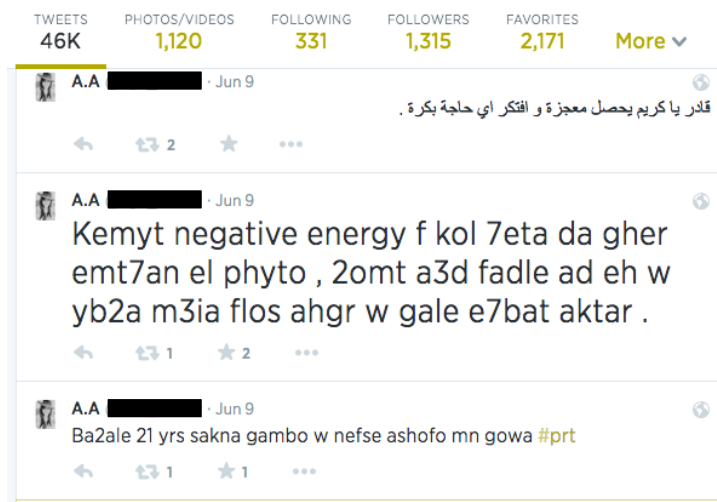 TWEETS PHOTOS/VIDEOS FOLLOWING FOLLOWERS FAVORITES
46K 1,120 331 1,315 2,171 More
A.A · Jun 9
قادر يا كريم يحصل معجزة و افتكر اي حاجة بكرة .
2
A.A · Jun 9
Kemyt negative energy f kol 7eta da gher
emt7an el phyto , 2omt a3d fadle ad eh w
yb2a m3ia flos ahgr w gale e7bat aktar .
1 2
A.A · Jun 9
Ba2ale 21 yrs sakna gambo w nefse ashofo mn gowa #prt
1 1